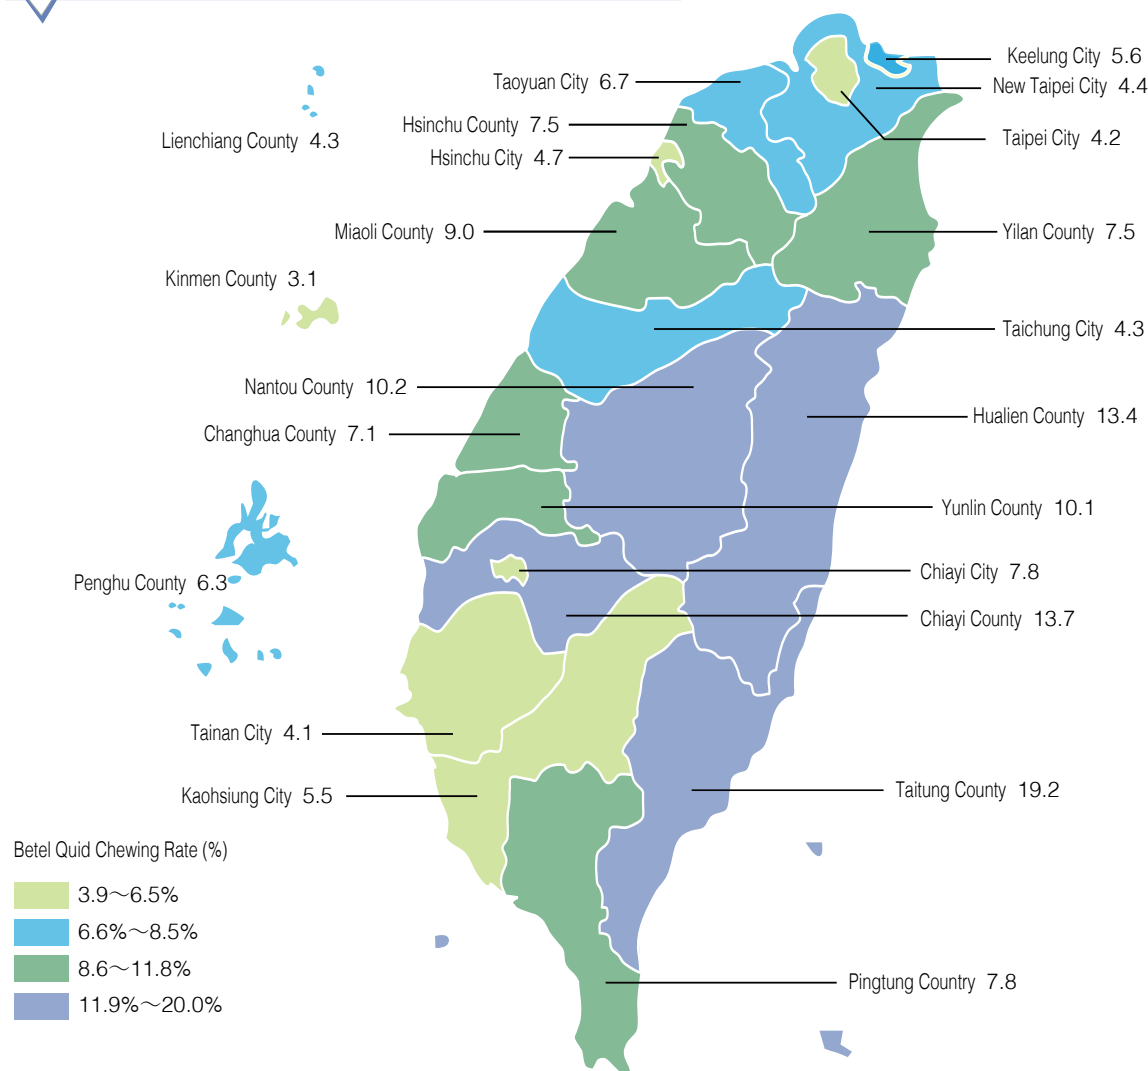 Keelung City 5.6
Taoyuan City 6.7
New Taipei City 4.4
Hsinchu County 7.5
Taipei City 4.2
Lienchiang County 4.3
Hsinchu City 4.7
Miaoli County 9.0
Yilan County 7.5
Kinmen County 3.1
Taichung City 4.3
Nantou County 10.2
Hualien County 13.4
Changhua County 7.1
Yunlin County 10.1
Chiayi City 7.8
Penghu County 6.3
Chiayi County 13.7
Tainan City 4.1
Taitung County 19.2
Kaohsiung City 5.5
Betel Quid Chewing Rate (%)
3.9～6.5%
6.6%～8.5%
8.6～11.8%
11.9%～20.0%
Pingtung Country 7.8